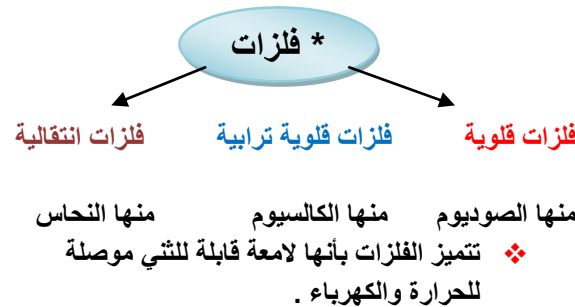 * فلزات
فلزات قلوية فلزات قلوية ترابية فلزات انتقالية
منها الصوديوم منها الكالسيوم منها النحاس
❖ تتميز الفلزات بأنها لامعة قابلة للثني موصلة
للحرارة والكهرباء .